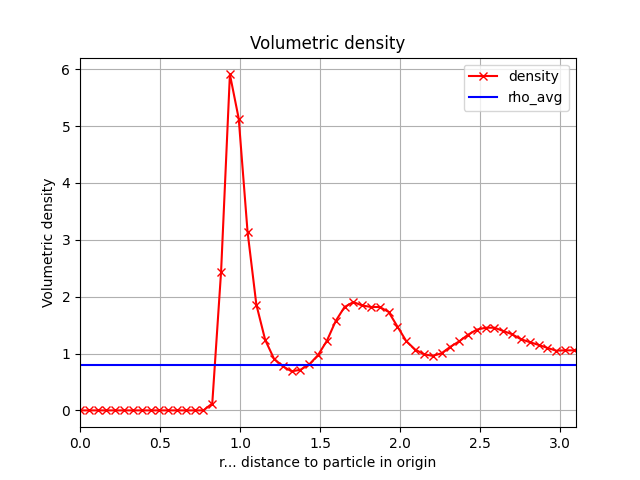 Volumetric density
density
rho_avg
Volumetric density
6
5
4
3
2
1
0
0.0 0.5 1.0 1.5 2.0 2.5 3.0
r... distance to particle in origin